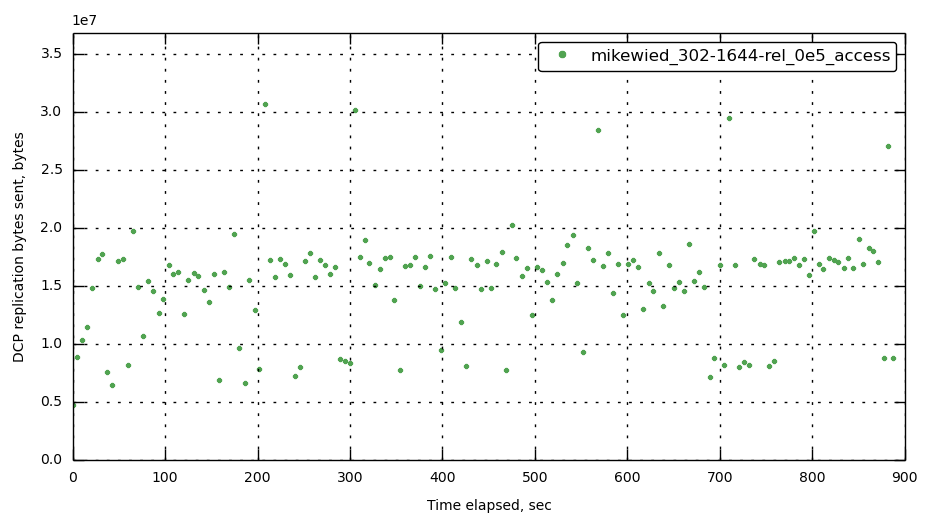 1e7
3.5
3.0
2.5
2.0
1.5
1.0
0.5
0.0
DCP replication bytes sent, bytes
mikewied_302-1644-rel_0e5_access
0 100 200 300 400 500 600 700 800 900
Time elapsed, sec